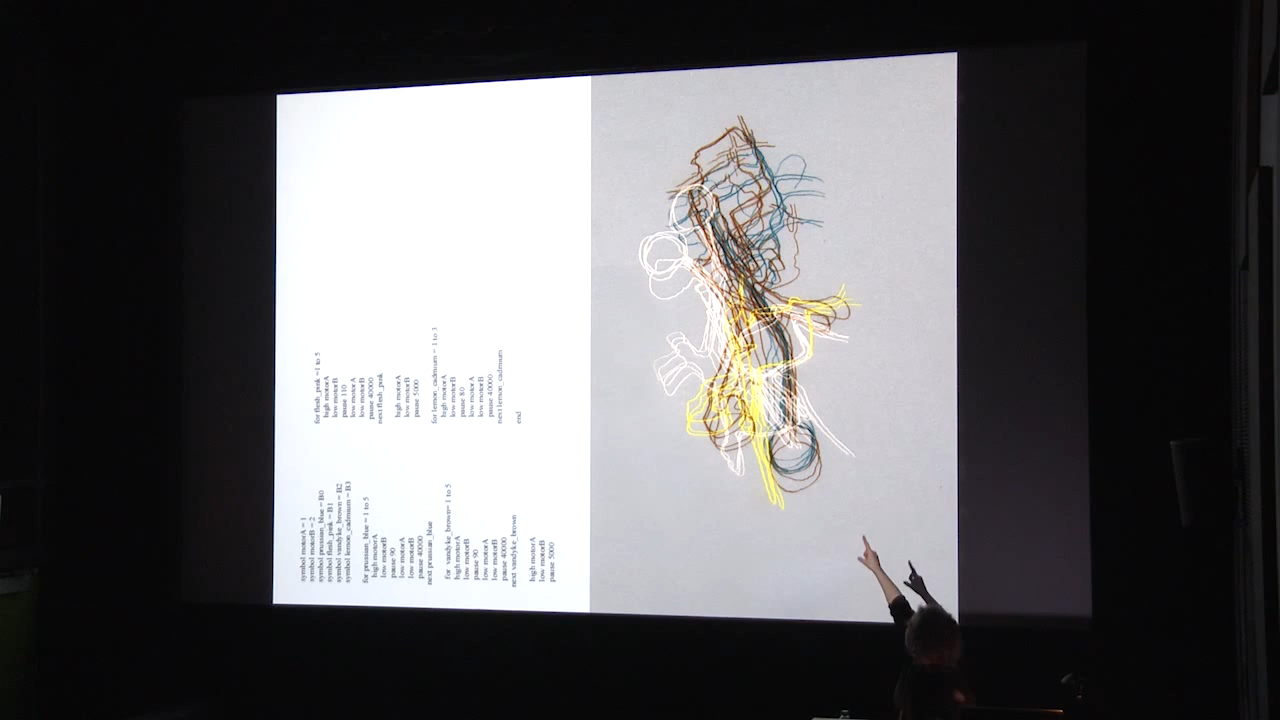 symbol motorA = 1
symbol motorB = 2
symbol prussian_blue = B0
symbol flesh_pink = B1
symbol vandyke_brown = B2
symbol lemon_cadmium = B3
for prussian_blue = 1 to 5
high motorA
low motorB
pause 90
low motorA
low motorB
pause 40000
next prussian_blue
for vandyke_brown= 1 to 5
high motorA
low motorB
pause 90
low motorA
low motorB
pause 40000
next vandyke_brown
high motorA
low motorB
pause 5000
for flesh_pink =1 to 5
high motorA
low motorB
pause 110
low motorA
low motorB
pause 40000
next flesh_pink
high motorA
low motorB
pause 5000
for lemon_cadmium = 1 to 3
high motorA
low motorB
pause 80
low motorA
low motorB
pause 40000
next lemon_cadmium
end